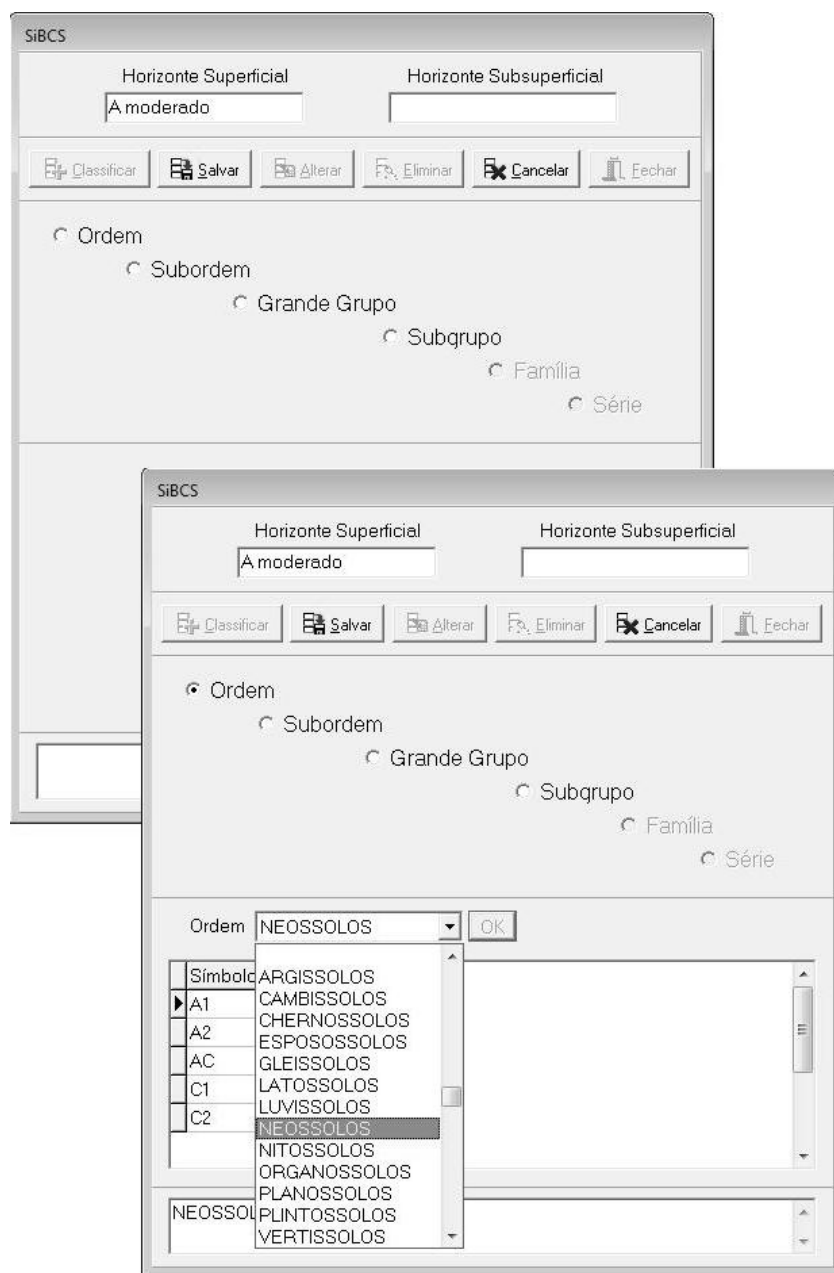 SiBCS
Horizonte Superficial Horizonte Subsuperficial
A moderado
Classificar Salvar Alterar Eliminar Cancelar Fechar
Ordem
Subordem
Grande Grupo
Subgrupo
Família
Série
SiBCS
Horizonte Superficial Horizonte Subsuperficial
A moderado
Classificar Salvar Alterar Eliminar Cancelar Fechar
Ordem
Subordem
Grande Grupo
Subgrupo
Família
Série
Ordem NEOSSOLOS OK
Símbolo
A1
A2
AC
C1
C2
ARGISSOLOS
CAMBISSOLOS
CHERNOSSOLOS
ESPOSOSSOLOS
GLEISSOLOS
LATOSSOLOS
LUVISSOLOS
NEOSSOLOS
NITOSSOLOS
ORGANOSSOLOS
PLANOSSOLOS
PLINTOSSOLOS
VERTISSOLOS
NEOSSOL